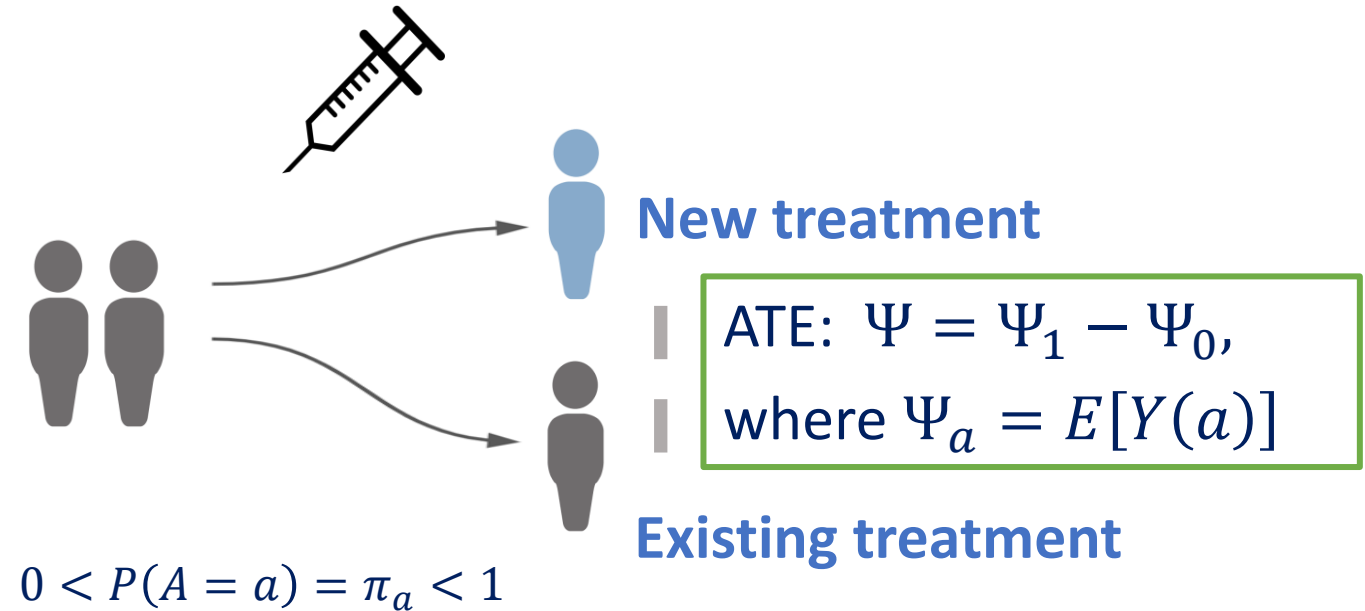 New treatment
ATE: Ψ = Ψ₁ − Ψ₀,
where Ψₐ = E[Y(a)]
Existing treatment
0 < P(A = a) = πₐ < 1